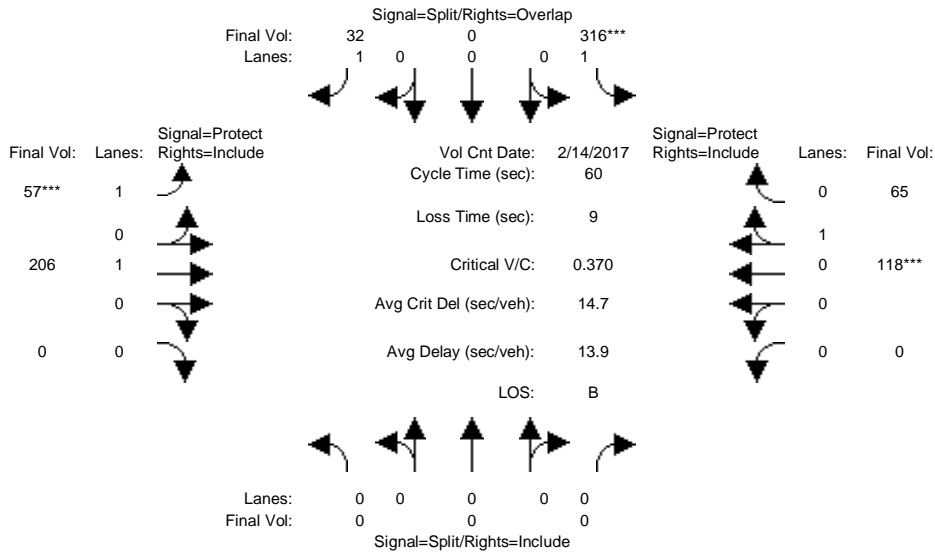 Signal=Split/Rights=Overlap
Final Vol: 32 0 316***
Lanes: 1 0 0 0 1
Signal=Protect
Final Vol: Lanes: Rights=Include
Vol Cnt Date: 2/14/2017
Signal=Protect
Rights=Include Lanes: Final Vol:
Cycle Time (sec): 60
57*** 1
0 65
Loss Time (sec): 9
0
1
206 1
Critical V/C: 0.370
0 118***
0
Avg Crit Del (sec/veh): 14.7
0
0 0
Avg Delay (sec/veh): 13.9
0 0
LOS: B
Lanes: 0 0 0 0 0
Final Vol: 0 0 0
Signal=Split/Rights=Include